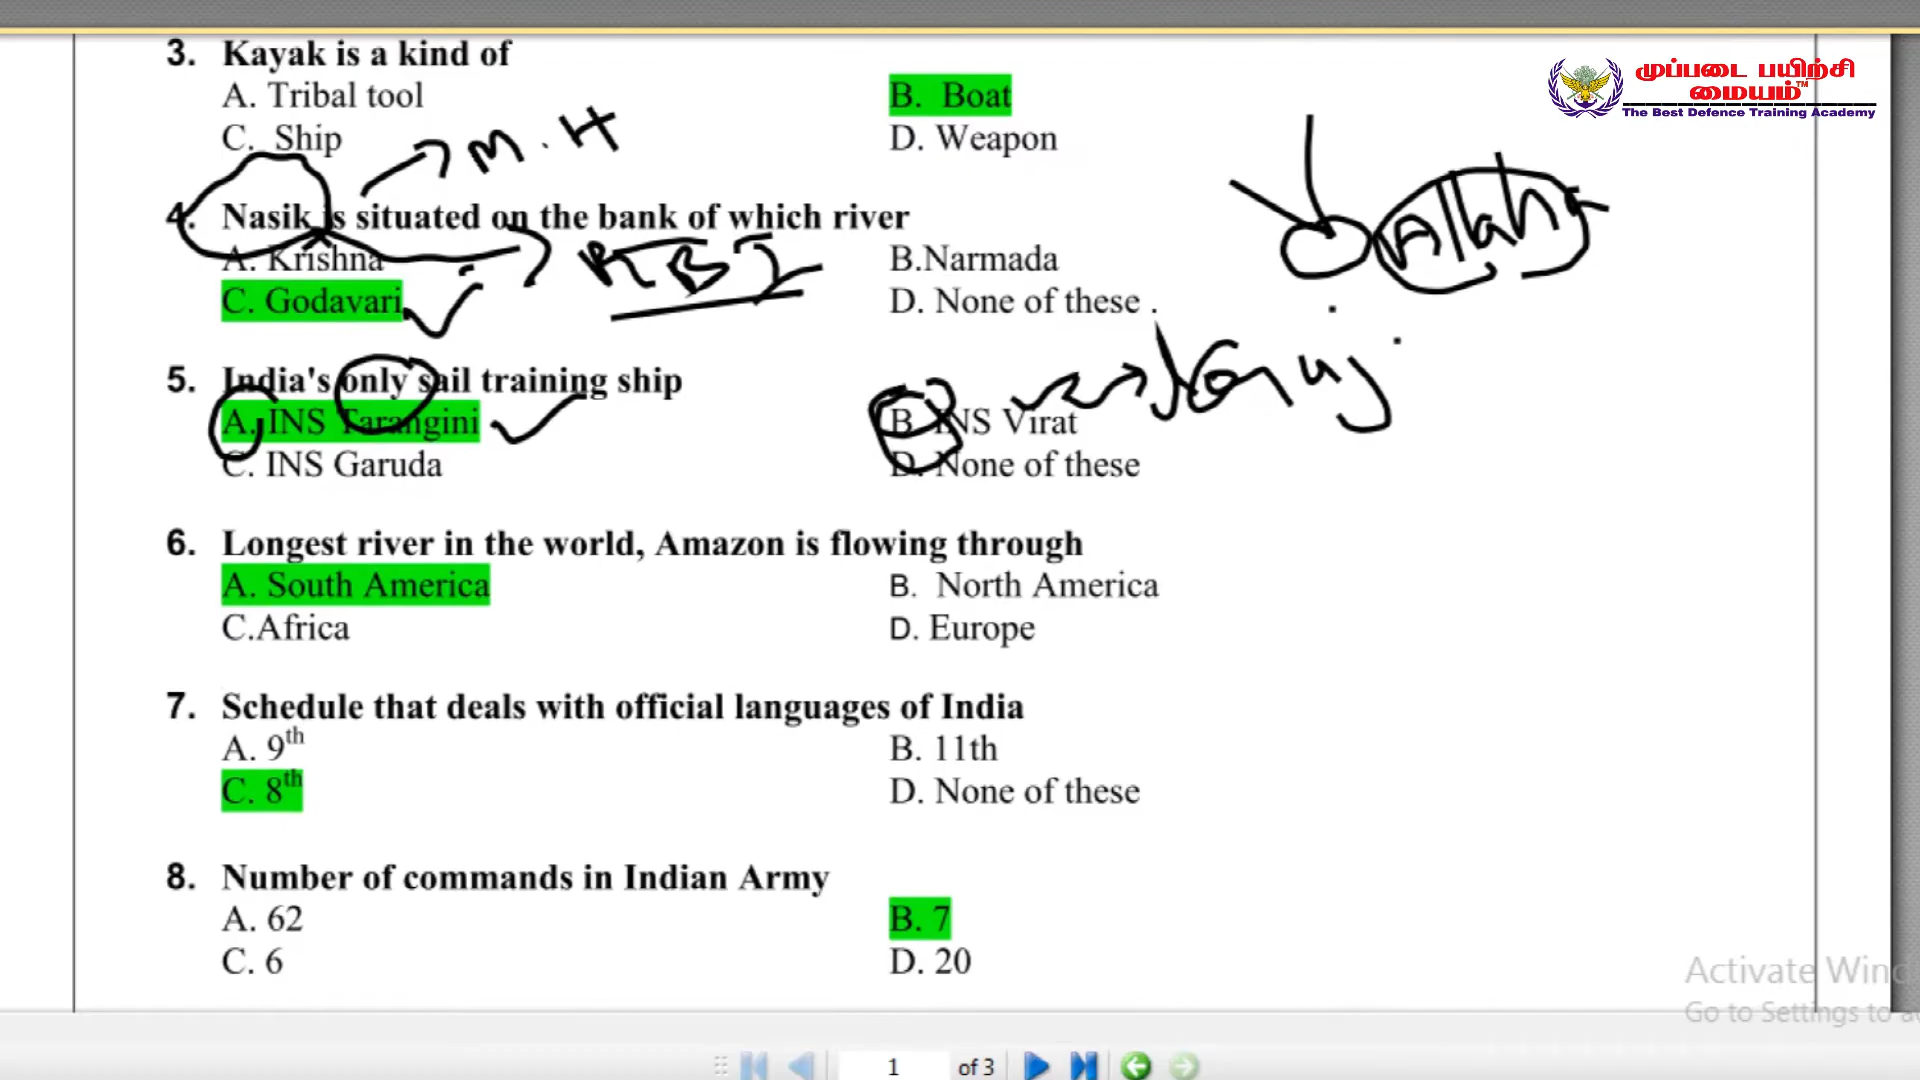 3. Kayak is a kind of
A. Tribal tool
B. Boat
C. Ship
D. Weapon
முப்படை பயிற்சி
மையம்™
The Best Defence Training Academy
M.H
4. Nasik is situated on the bank of which river
A. Krishna
B.Narmada
C. Godavari
D. None of these .
RBI
Allah
5. India's only sail training ship
A. INS Tarangini
B. INS Virat
C. INS Garuda
D. None of these
6. Longest river in the world, Amazon is flowing through
A. South America
B. North America
C.Africa
D. Europe
7. Schedule that deals with official languages of India
A. 9th
B. 11th
C. 8th
D. None of these
8. Number of commands in Indian Army
A. 62
B. 7
C. 6
D. 20
Activate Wind
Go to Settings to a
1 of 3